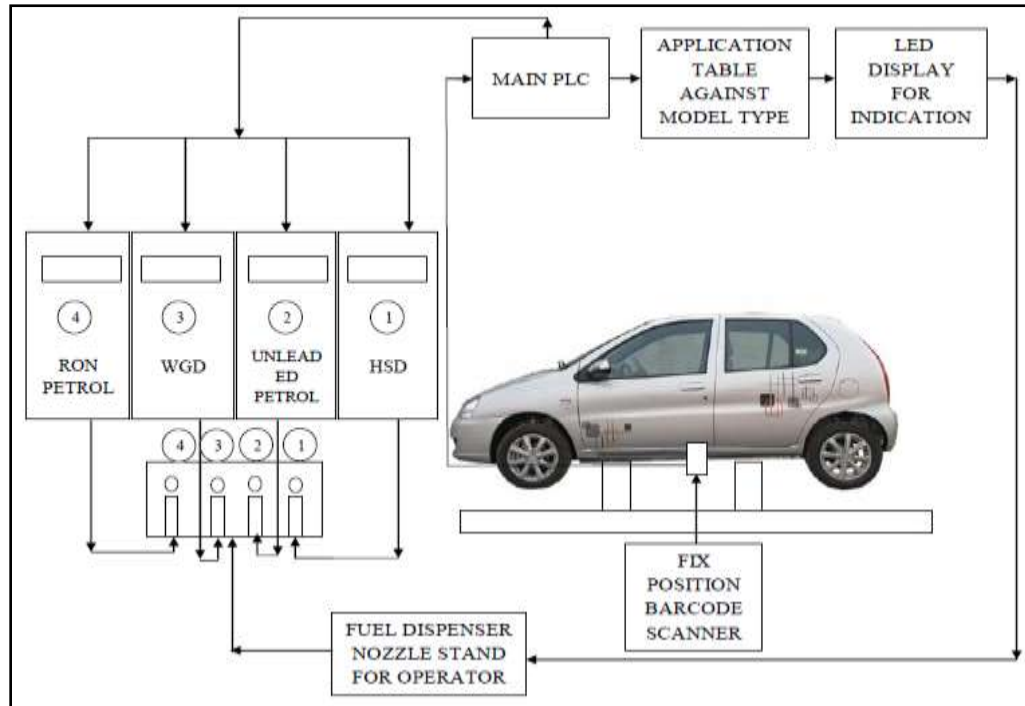 MAIN PLC
APPLICATION
TABLE
AGAINST
MODEL TYPE
LED
DISPLAY
FOR
INDICATION
4
RON
PETROL
3
WGD
2
UNLEAD
ED
PETROL
1
HSD
4
3
2
1
FIX
POSITION
BARCODE
SCANNER
FUEL DISPENSER
NOZZLE STAND
FOR OPERATOR